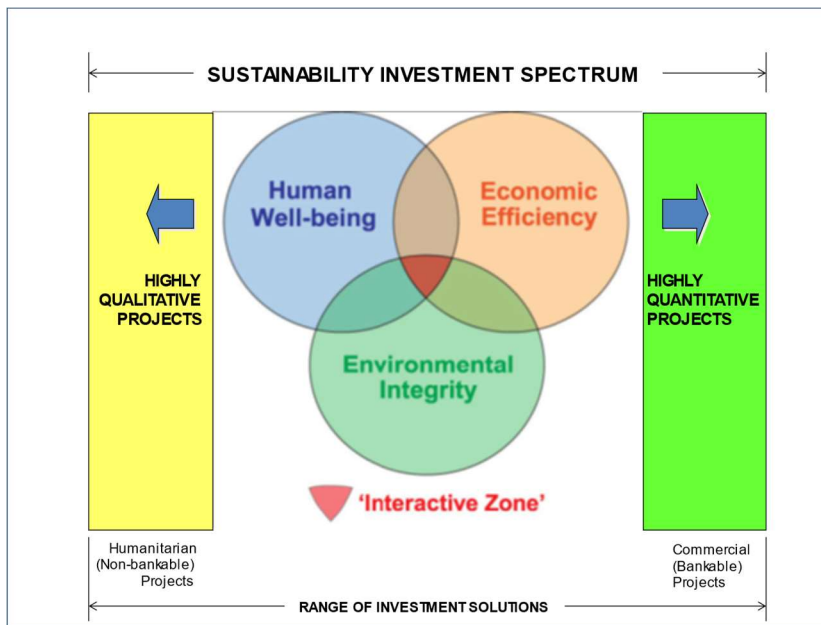 SUSTAINABILITY INVESTMENT SPECTRUM
Human
Well-being
Economic
Efficiency
HIGHLY
QUALITATIVE
PROJECTS
HIGHLY
QUANTITATIVE
PROJECTS
Environmental
Integrity
'Interactive Zone'
Humanitarian
(Non-bankable)
Projects
Commercial
(Bankable)
Projects
RANGE OF INVESTMENT SOLUTIONS